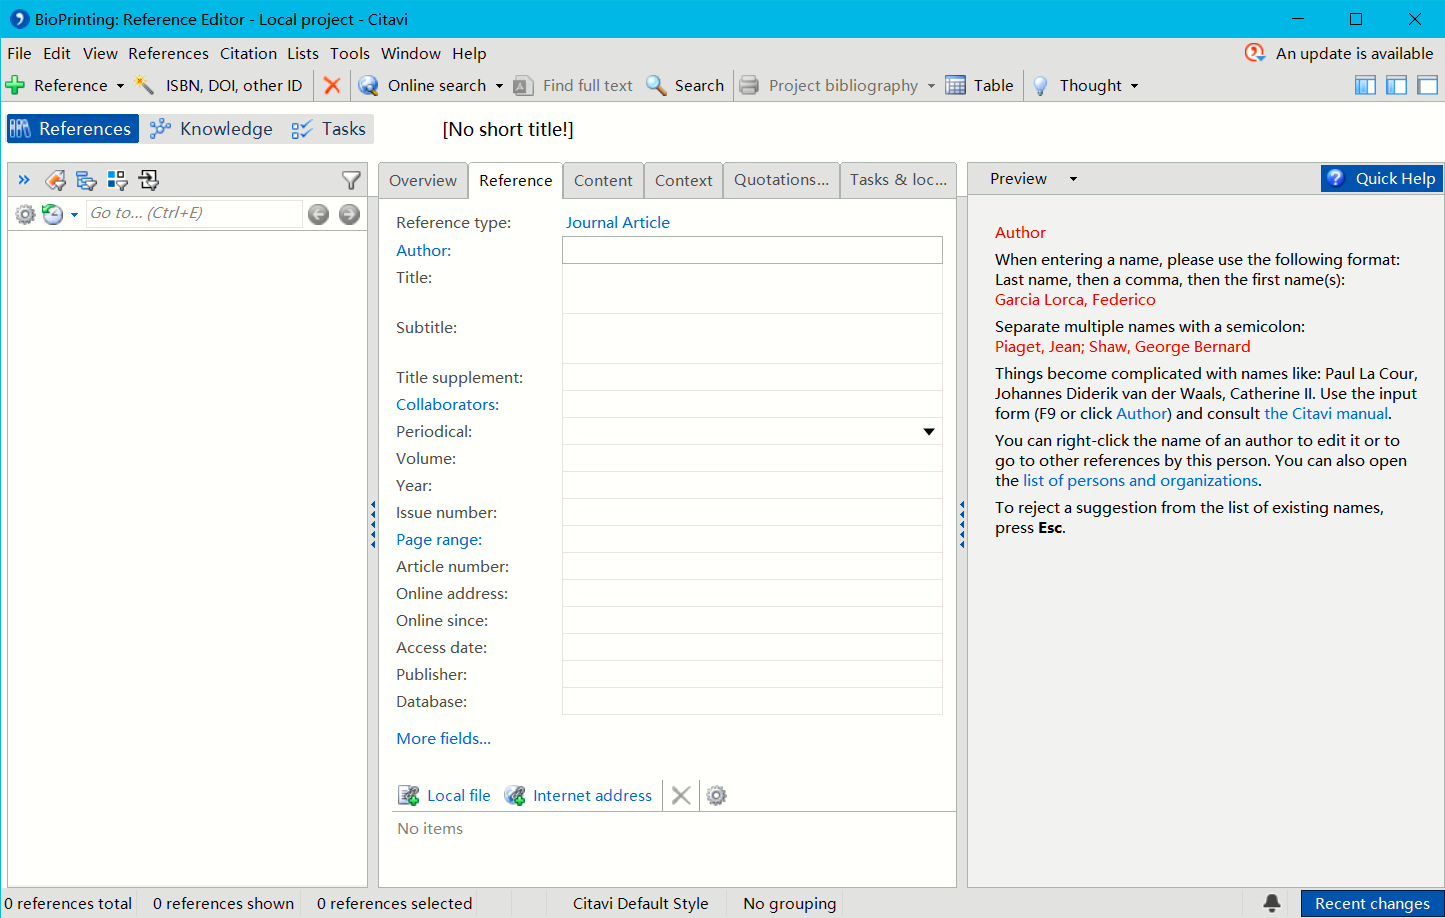 BioPrinting: Reference Editor - Local project - Citavi
File Edit View References Citation Lists Tools Window Help
An update is available
Reference ISBN, DOI, other ID Online search Find full text Search Project bibliography Table Thought
References Knowledge Tasks
[No short title!]
Go to... (Ctrl+E)
Overview Reference Content Context Quotations... Tasks & loc...
Reference type: Journal Article
Author:
Title:
Subtitle:
Title supplement:
Collaborators:
Periodical:
Volume:
Year:
Issue number:
Page range:
Article number:
Online address:
Online since:
Access date:
Publisher:
Database:
More fields...
Local file Internet address
No items
Preview Quick Help
Author
When entering a name, please use the following format:
Last name, then a comma, then the first name(s):
Garcia Lorca, Federico
Separate multiple names with a semicolon:
Piaget, Jean; Shaw, George Bernard
Things become complicated with names like: Paul La Cour,
Johannes Diderik van der Waals, Catherine II. Use the input
form (F9 or click Author) and consult the Citavi manual.
You can right-click the name of an author to edit it or to
go to other references by this person. You can also open
the list of persons and organizations.
To reject a suggestion from the list of existing names,
press Esc.
0 references total 0 references shown 0 references selected Citavi Default Style No grouping Recent changes